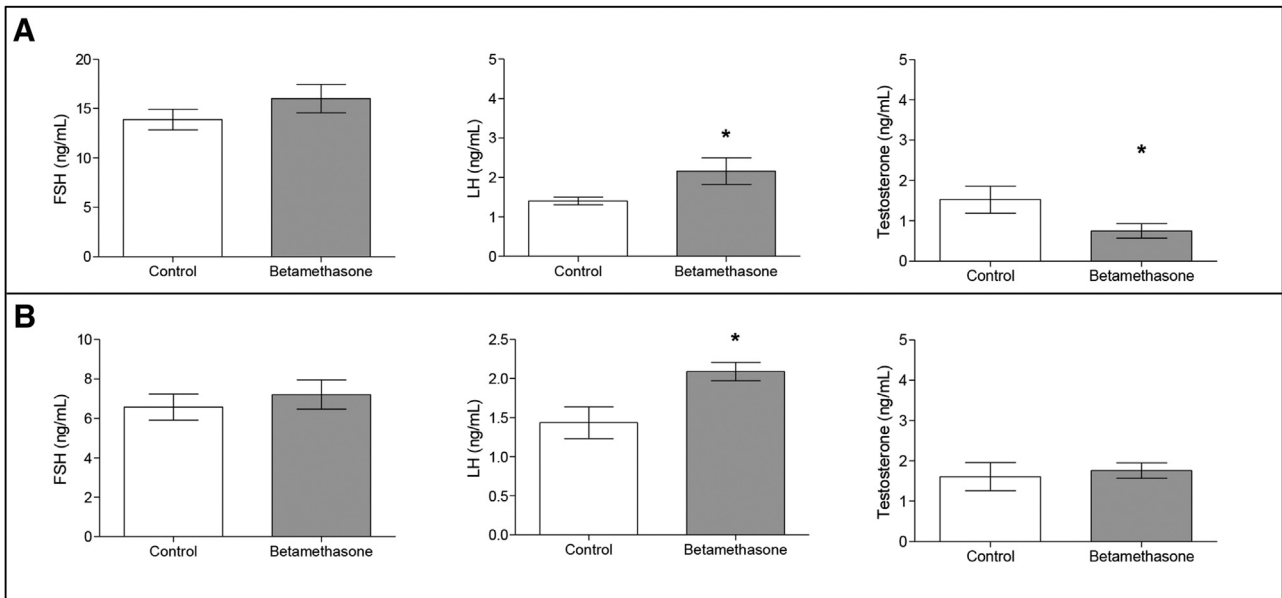 A
FSH (ng/mL)
20
15
10
5
0
Control Betamethasone
LH (ng/mL)
5
4
3
2
1
0
*
Control Betamethasone
Testosterone (ng/mL)
5
4
3
2
1
0
*
Control Betamethasone
B
FSH (ng/mL)
10
8
6
4
2
0
Control Betamethasone
LH (ng/mL)
2.5
2.0
1.5
1.0
0.5
0.0
*
Control Betamethasone
Testosterone (ng/mL)
5
4
3
2
1
0
Control Betamethasone